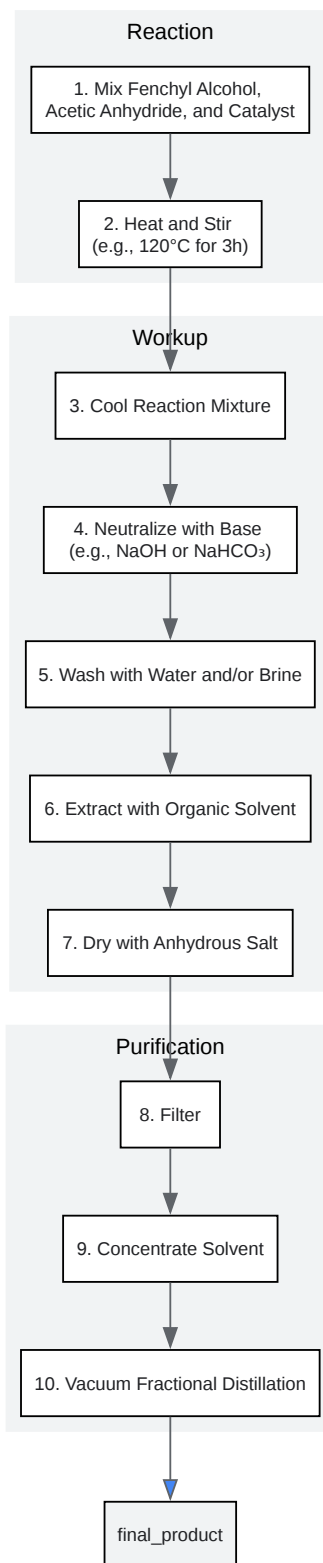 Reaction
1. Mix Fenchyl Alcohol,
Acetic Anhydride, and Catalyst
2. Heat and Stir
(e.g., 120°C for 3h)
Workup
3. Cool Reaction Mixture
4. Neutralize with Base
(e.g., NaOH or NaHCO₃)
5. Wash with Water and/or Brine
6. Extract with Organic Solvent
7. Dry with Anhydrous Salt
Purification
8. Filter
9. Concentrate Solvent
10. Vacuum Fractional Distillation
final_product